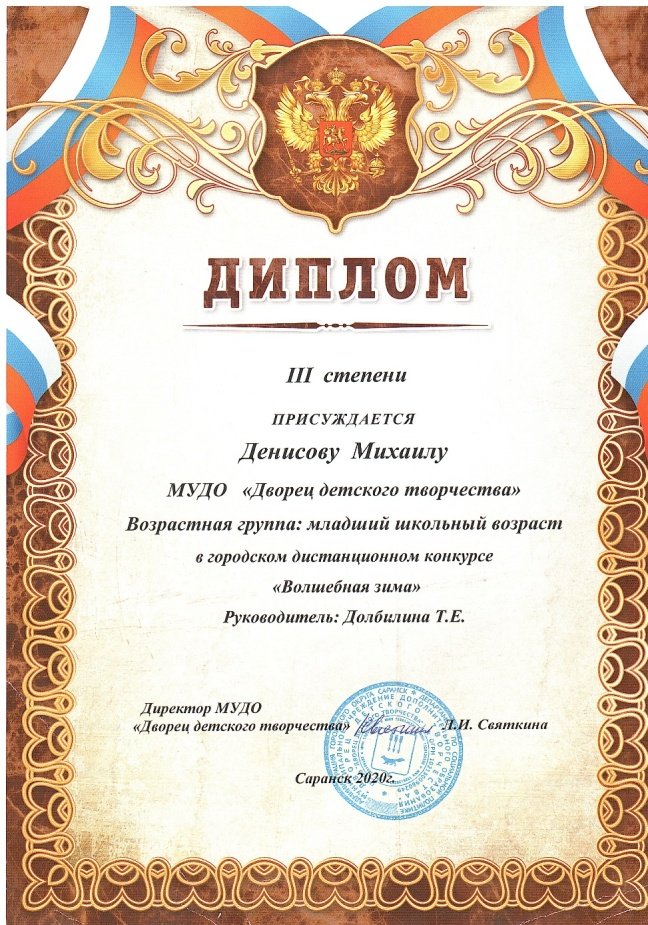 ДИПЛОМ
III степени
ПРИСУЖДАЕТСЯ
Денисову Михаилу
МУДО «Дворец детского творчества»
Возрастная группа: младший школьный возраст
в городском дистанционном конкурсе
«Волшебная зима»
Руководитель: Долбилина Т.Е.
Директор МУДО
«Дворец детского творчества» Л.И. Святкина
Саранск 2020г.